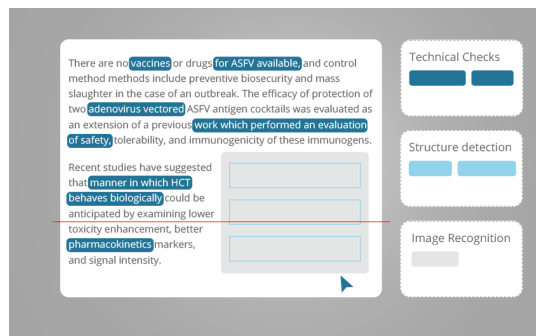 There are no vaccines or drugs for ASFV available, and control
method methods include preventive biosecurity and mass
slaughter in the case of an outbreak. The efficacy of protection of
two adenovirus vectored ASFV antigen cocktails was evaluated as
an extension of a previous work which performed an evaluation
of safety, tolerability, and immunogenicity of these immunogens.
Recent studies have suggested
that manner in which HCT
behaves biologically could be
anticipated by examining lower
toxicity enhancement, better
pharmacokinetics markers,
and signal intensity.
Technical Checks
Structure detection
Image Recognition